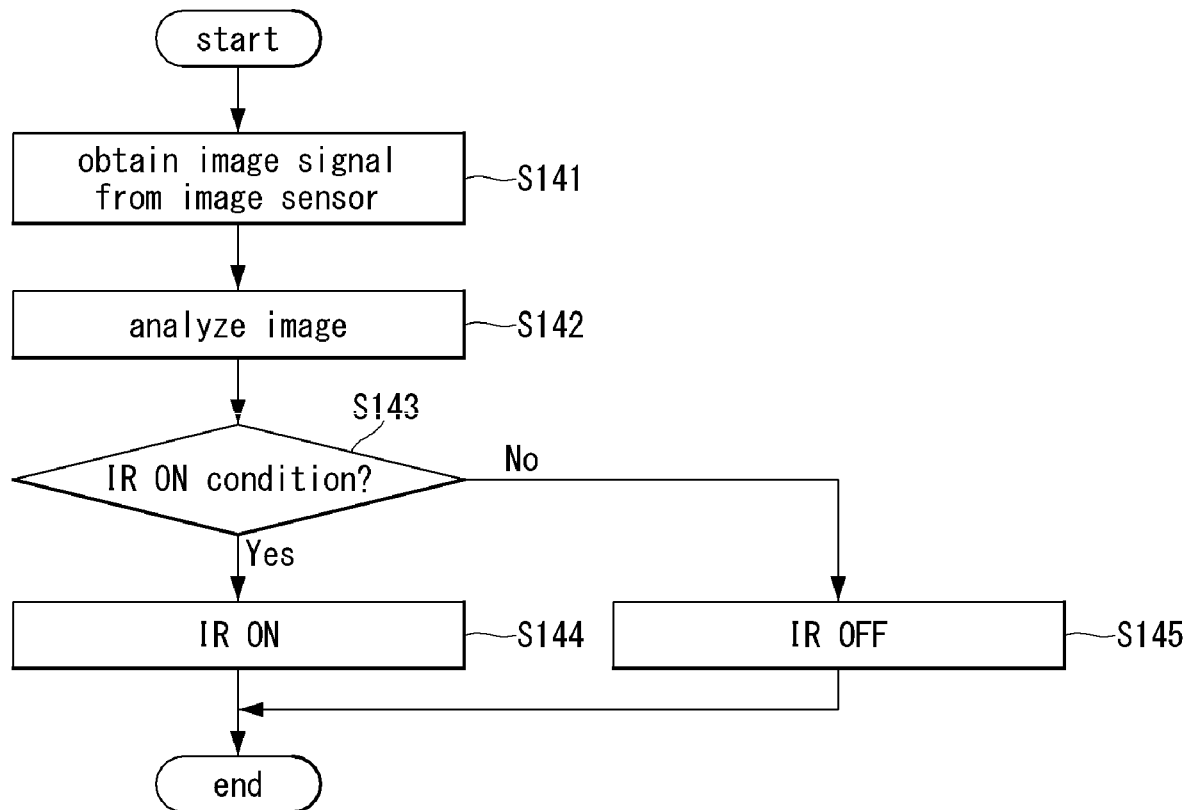 start
obtain image signal
from image sensor
S141
analyze image
S142
S143
IR ON condition?
No
Yes
IR ON
S144
IR OFF
S145
end